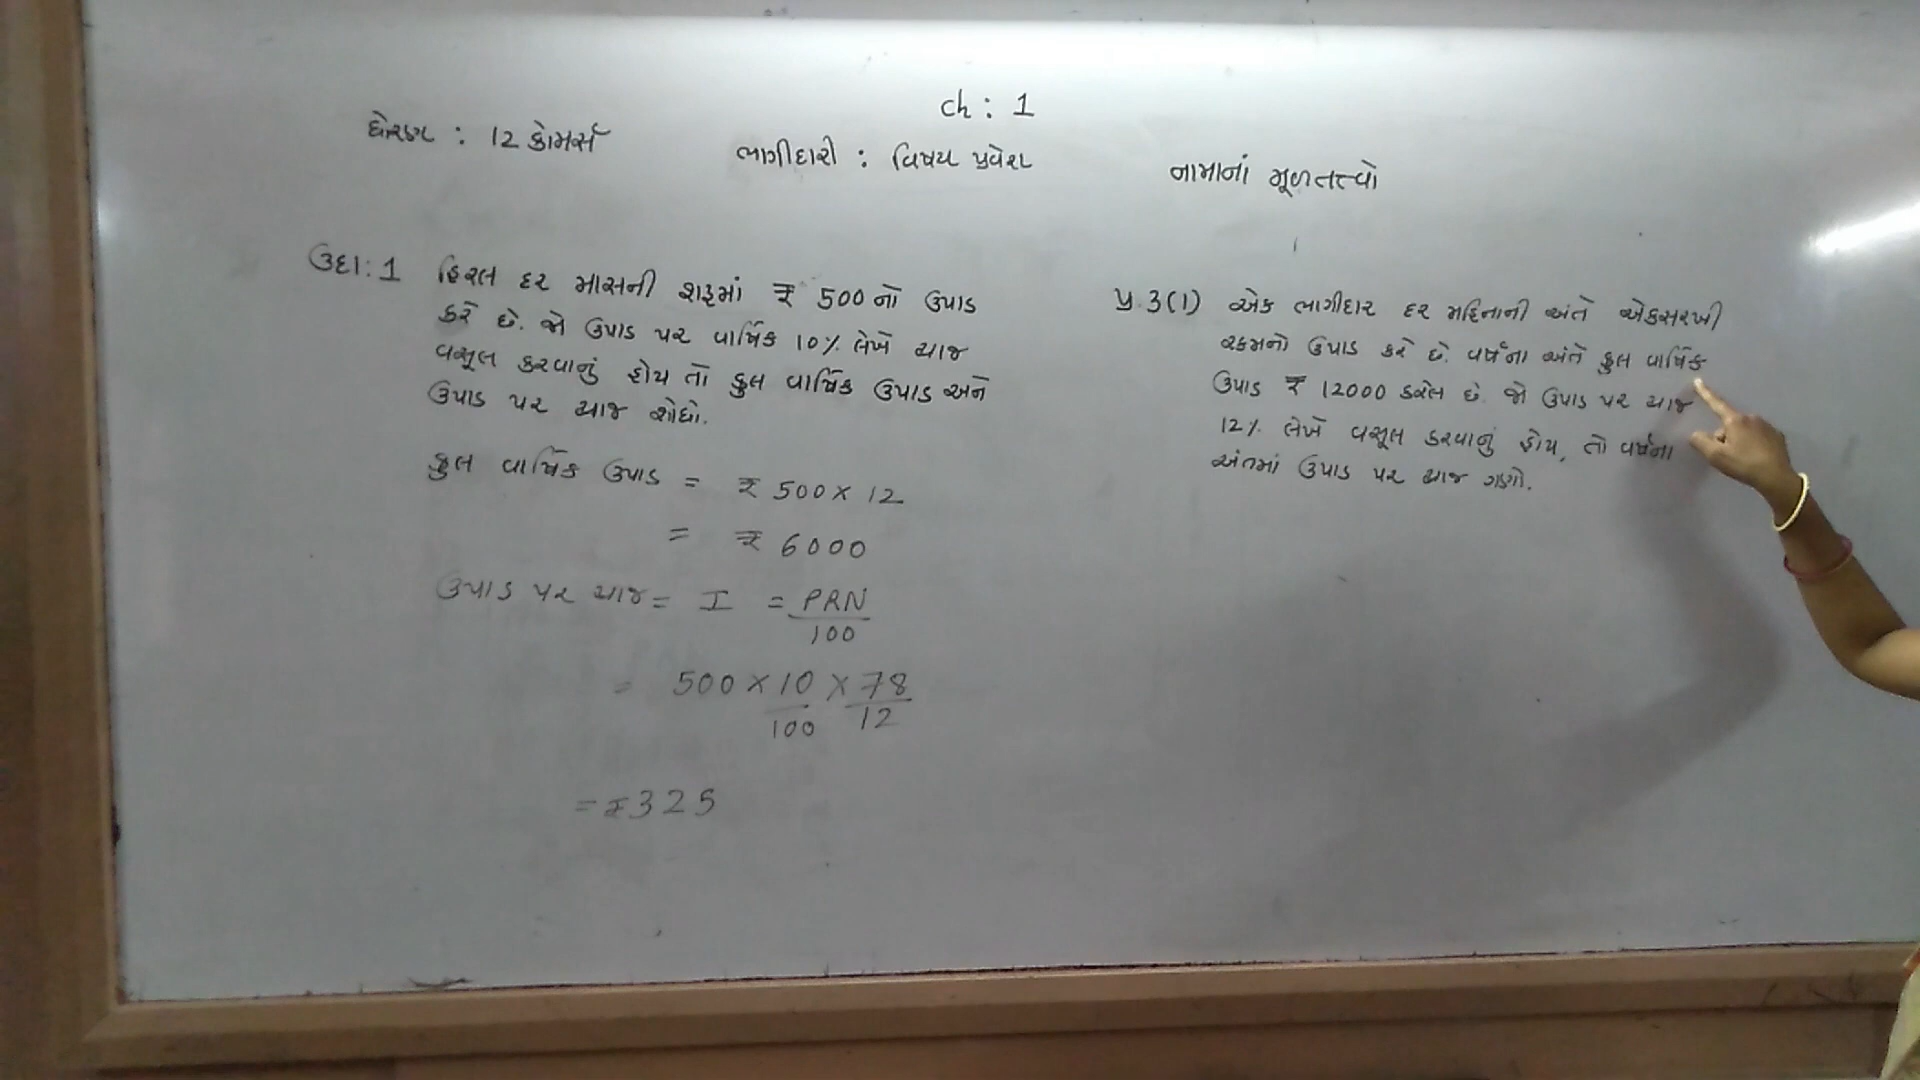 ch : 1
ધોરણ : 12 કોમર્સ
ભાગીદારી : વિષય પ્રવેશ
નામાનાં મૂળતત્ત્વો
ઉદા : 1 હિરલ દર માસની શરૂમાં ₹ 500 નો ઉપાડ
કરે છે. જો ઉપાડ પર વાર્ષિક 10% લેખે વ્યાજ
વસૂલ કરવાનું હોય તો કુલ વાર્ષિક ઉપાડ અને
ઉપાડ પર વ્યાજ શોધો.
કુલ વાર્ષિક ઉપાડ = ₹ 500 × 12
= ₹ 6000
ઉપાડ પર વ્યાજ = I = PRN
100
= 500 × 10 × 78
100 12
= ₹ 325
પ્ર. 3 (1) એક ભાગીદાર દર મહિનાની અંતે એકસરખી
રકમનો ઉપાડ કરે છે. વર્ષના અંતે કુલ વાર્ષિક
ઉપાડ ₹ 12000 કરેલ છે. જો ઉપાડ પર વ્યાજ
12% લેખે વસૂલ કરવાનું હોય, તો વર્ષના
અંતમાં ઉપાડ પર વ્યાજ ગણો.